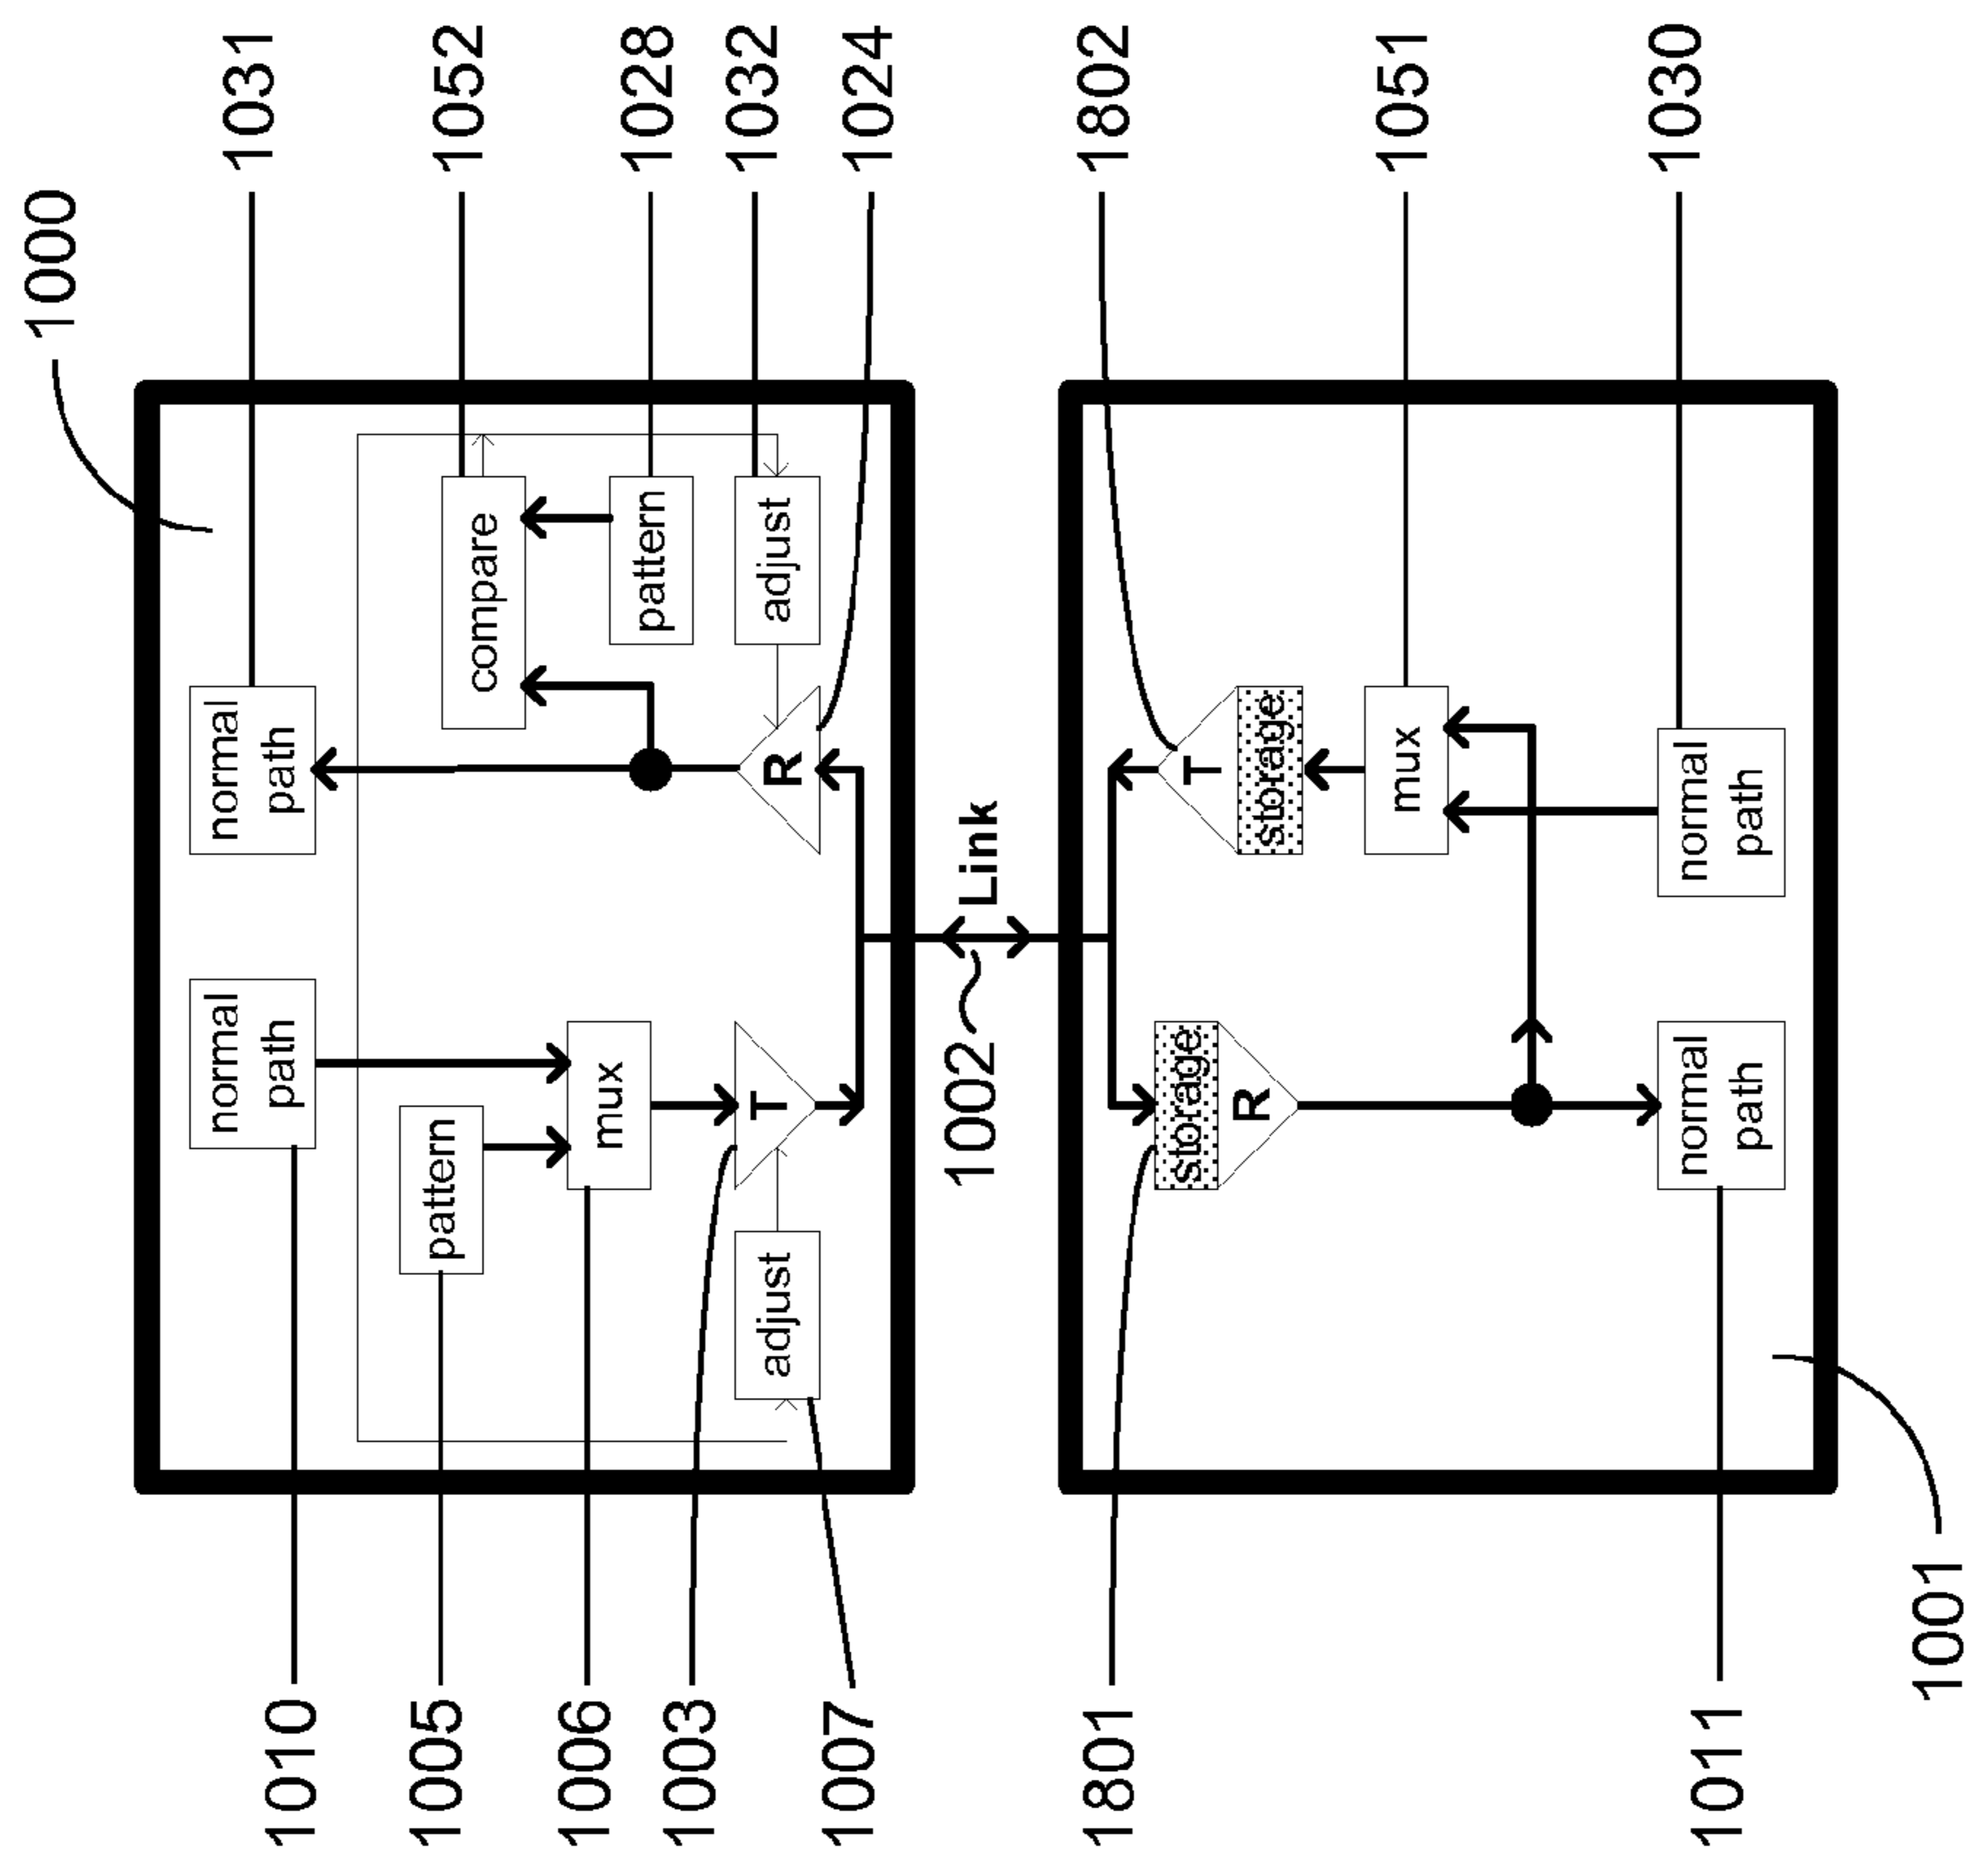 1000
1010
normal
path
normal
path
1031
1005
pattern
compare
1052
1006
mux
pattern
1028
1003
adjust
T
R
adjust
1032
1007
1024
1002
Link
1801
storage
R
T
storage
1802
mux
1051
1011
normal
path
normal
path
1030
1001